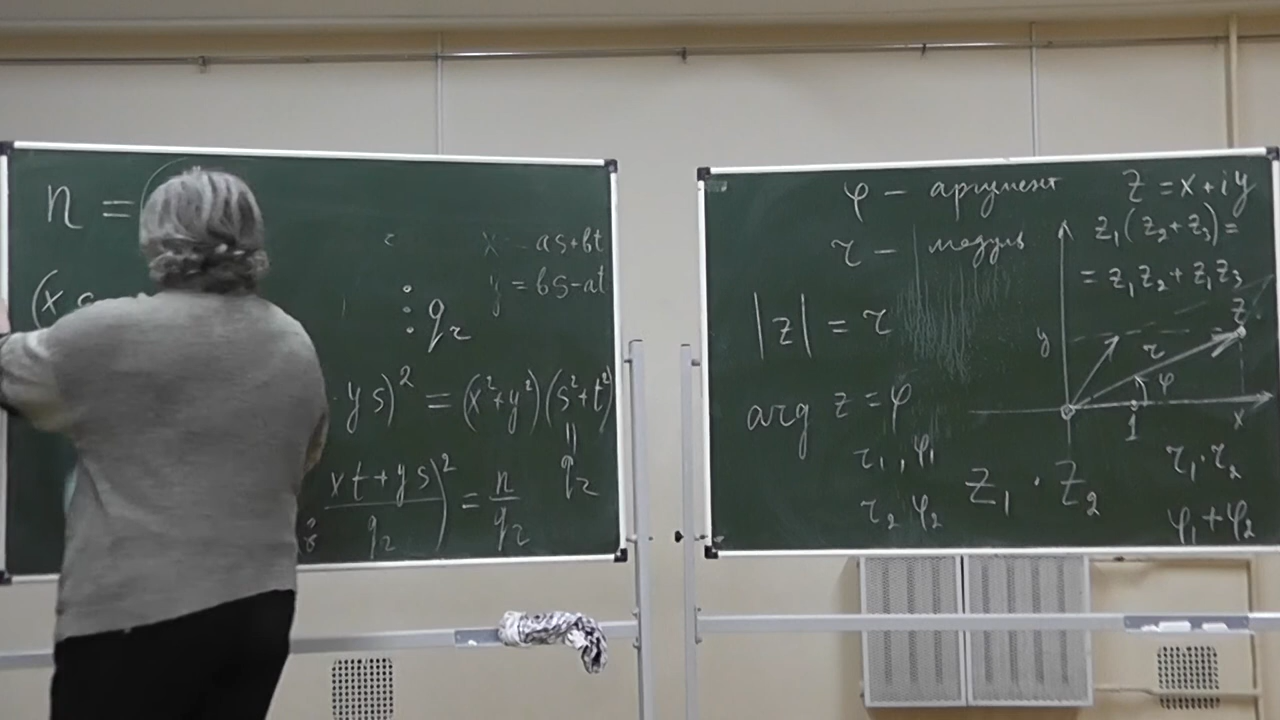 n =
x = as+bt
y = bs-at
(x
⋮ q₂
ys)² = (x²+y²)(s²+t²)
||
q₂
(xt+ys / q₂)² = n / q₂
φ — аргумент
z = x+iy
r — модуль
z₁(z₂+z₃) =
= z₁z₂+z₁z₃
|z| = r
y
z
r
φ
1
x
arg z = φ
r₁, φ₁
r₂ φ₂
z₁ · z₂
r₁·r₂
φ₁+φ₂